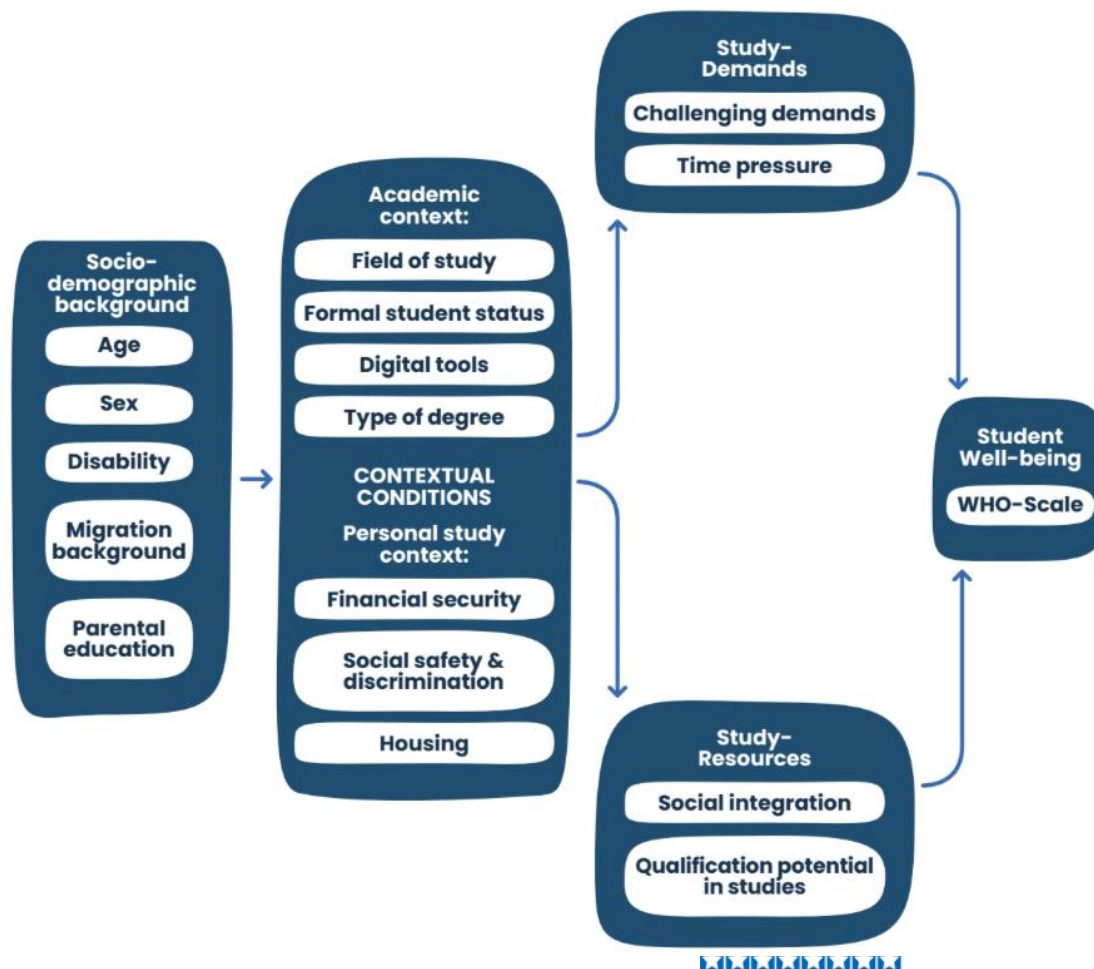 Socio-
demographic
background
Age
Sex
Disability
Migration
background
Parental
education
Academic
context:
Field of study
Formal student status
Digital tools
Type of degree
CONTEXTUAL
CONDITIONS
Personal study
context:
Financial security
Social safety &
discrimination
Housing
Study-
Demands
Challenging demands
Time pressure
Study-
Resources
Social integration
Qualification potential
in studies
Student
Well-being
WHO-Scale